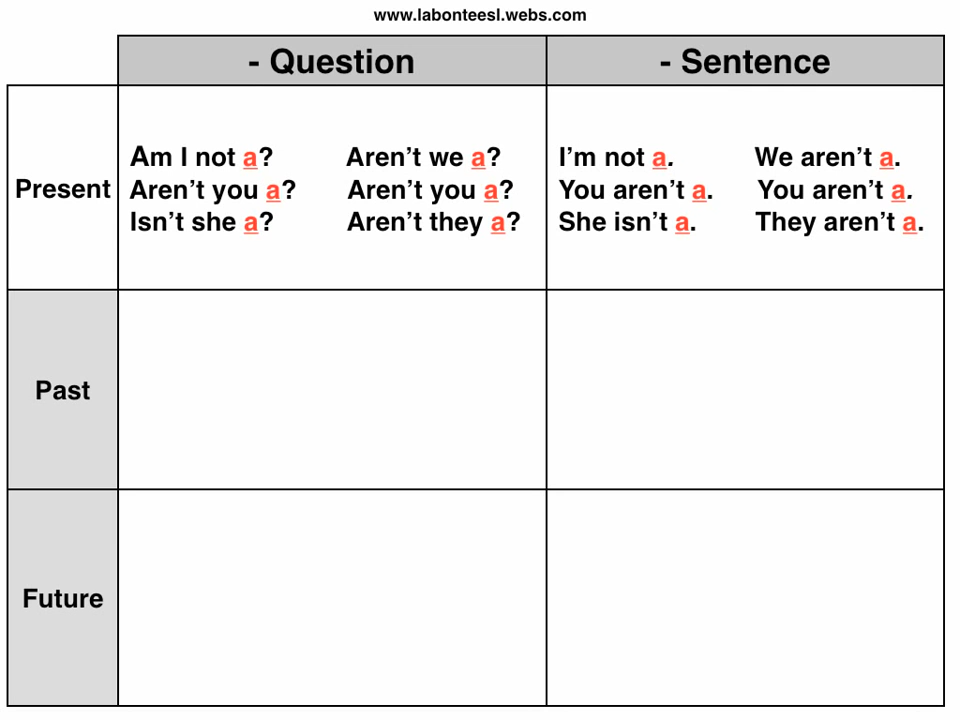 www.labonteesl.webs.com
- Question - Sentence
Present
Am I not a? Aren’t we a?
Aren’t you a? Aren’t you a?
Isn’t she a? Aren’t they a?
I’m not a. We aren’t a.
You aren’t a. You aren’t a.
She isn’t a. They aren’t a.
Past
Future